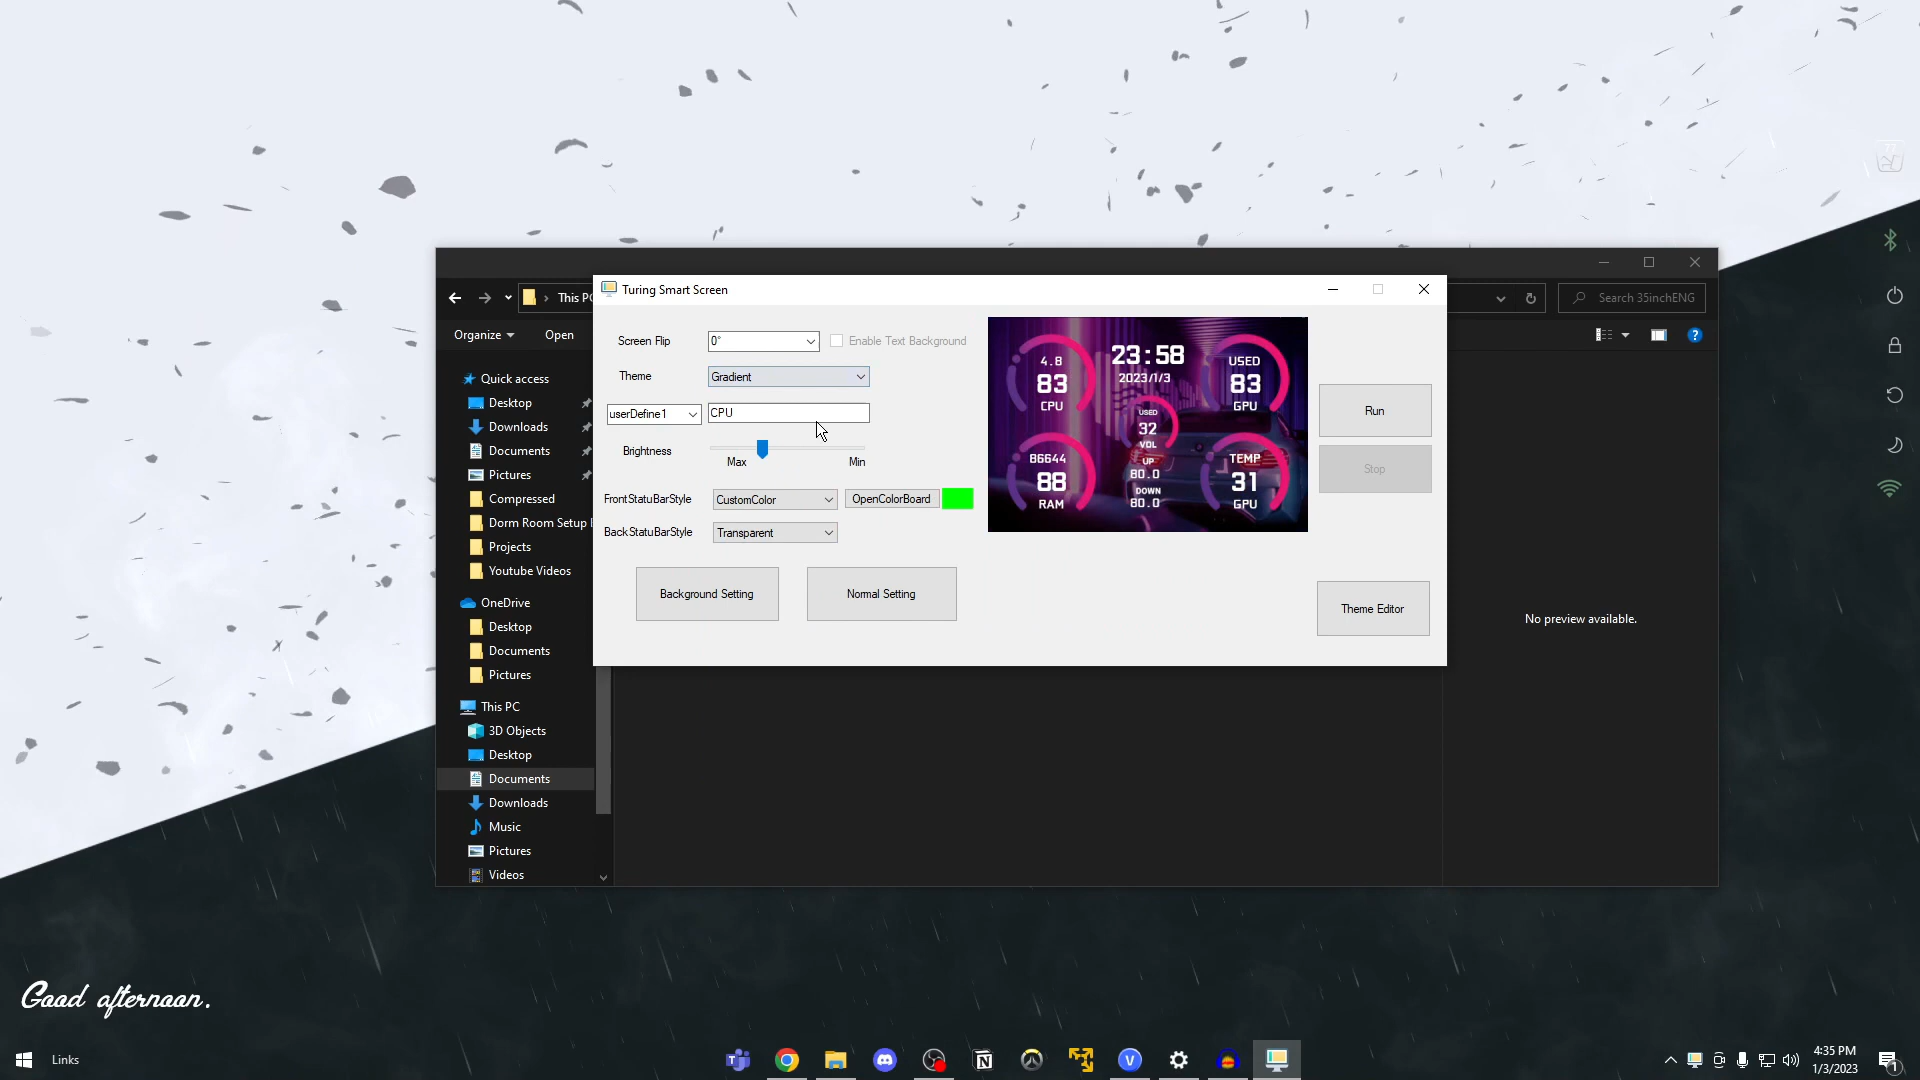 This PC
Search 35inchENG
Organize
Open
Quick access
Desktop
Downloads
Documents
Pictures
Compressed
Dorm Room Setup
Projects
Youtube Videos
OneDrive
Desktop
Documents
Pictures
This PC
3D Objects
Desktop
Documents
Downloads
Music
Pictures
Videos
No preview available.
Turing Smart Screen
Screen Flip
0°
Enable Text Background
Theme
Gradient
userDefine1
CPU
Brightness
Max
Min
FrontStatuBarStyle
CustomColor
OpenColorBoard
BackStatuBarStyle
Transparent
Background Setting
Normal Setting
4.8
83
CPU
23:58
2023/1/3
USED
83
GPU
USED
32
VOL
86644
88
RAM
UP
80.0
DOWN
80.0
TEMP
31
GPU
Run
Stop
Theme Editor
Good afternoon.
Links
4:35 PM
1/3/2023
1